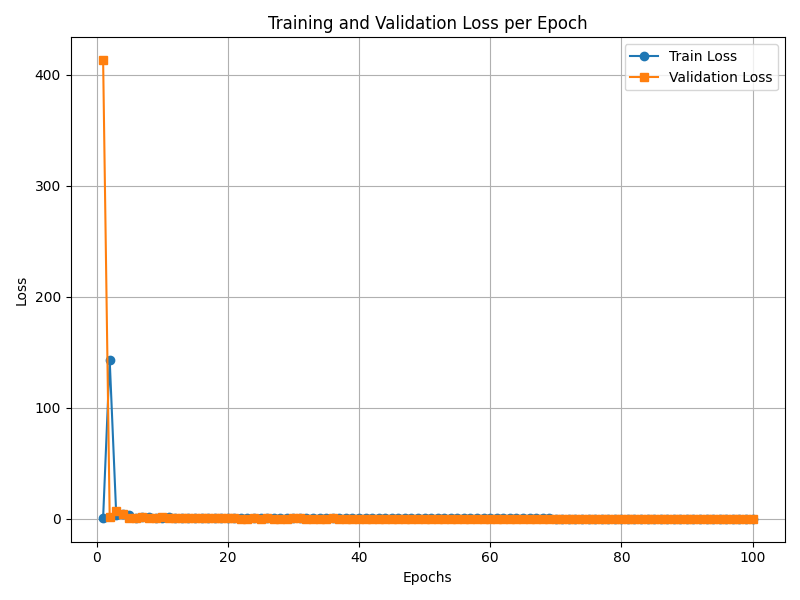 Training and Validation Loss per Epoch
Train Loss
Validation Loss
400
300
200
100
0
Loss
0 20 40 60 80 100
Epochs